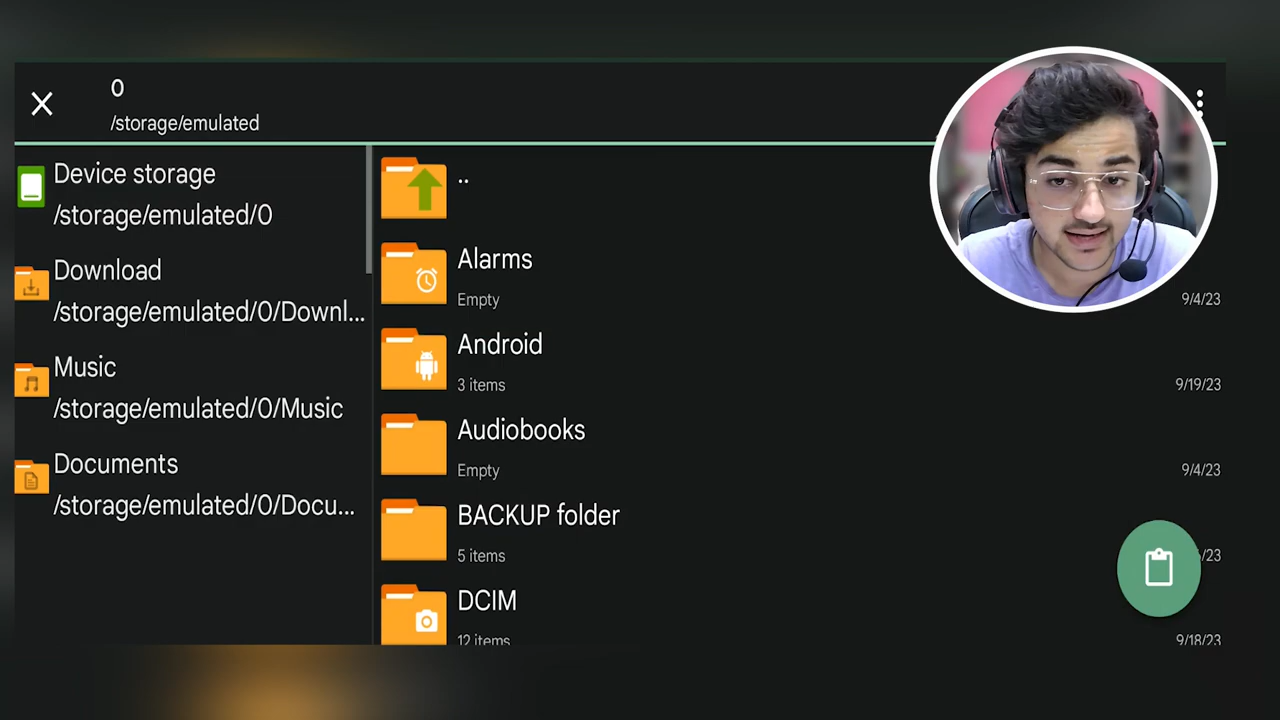 0
/storage/emulated
Device storage
/storage/emulated/0
Download
/storage/emulated/0/Downl...
Music
/storage/emulated/0/Music
Documents
/storage/emulated/0/Docu...
..
Alarms
Empty
9/4/23
Android
3 items
9/19/23
Audiobooks
Empty
9/4/23
BACKUP folder
5 items
/23
DCIM
12 items
9/18/23